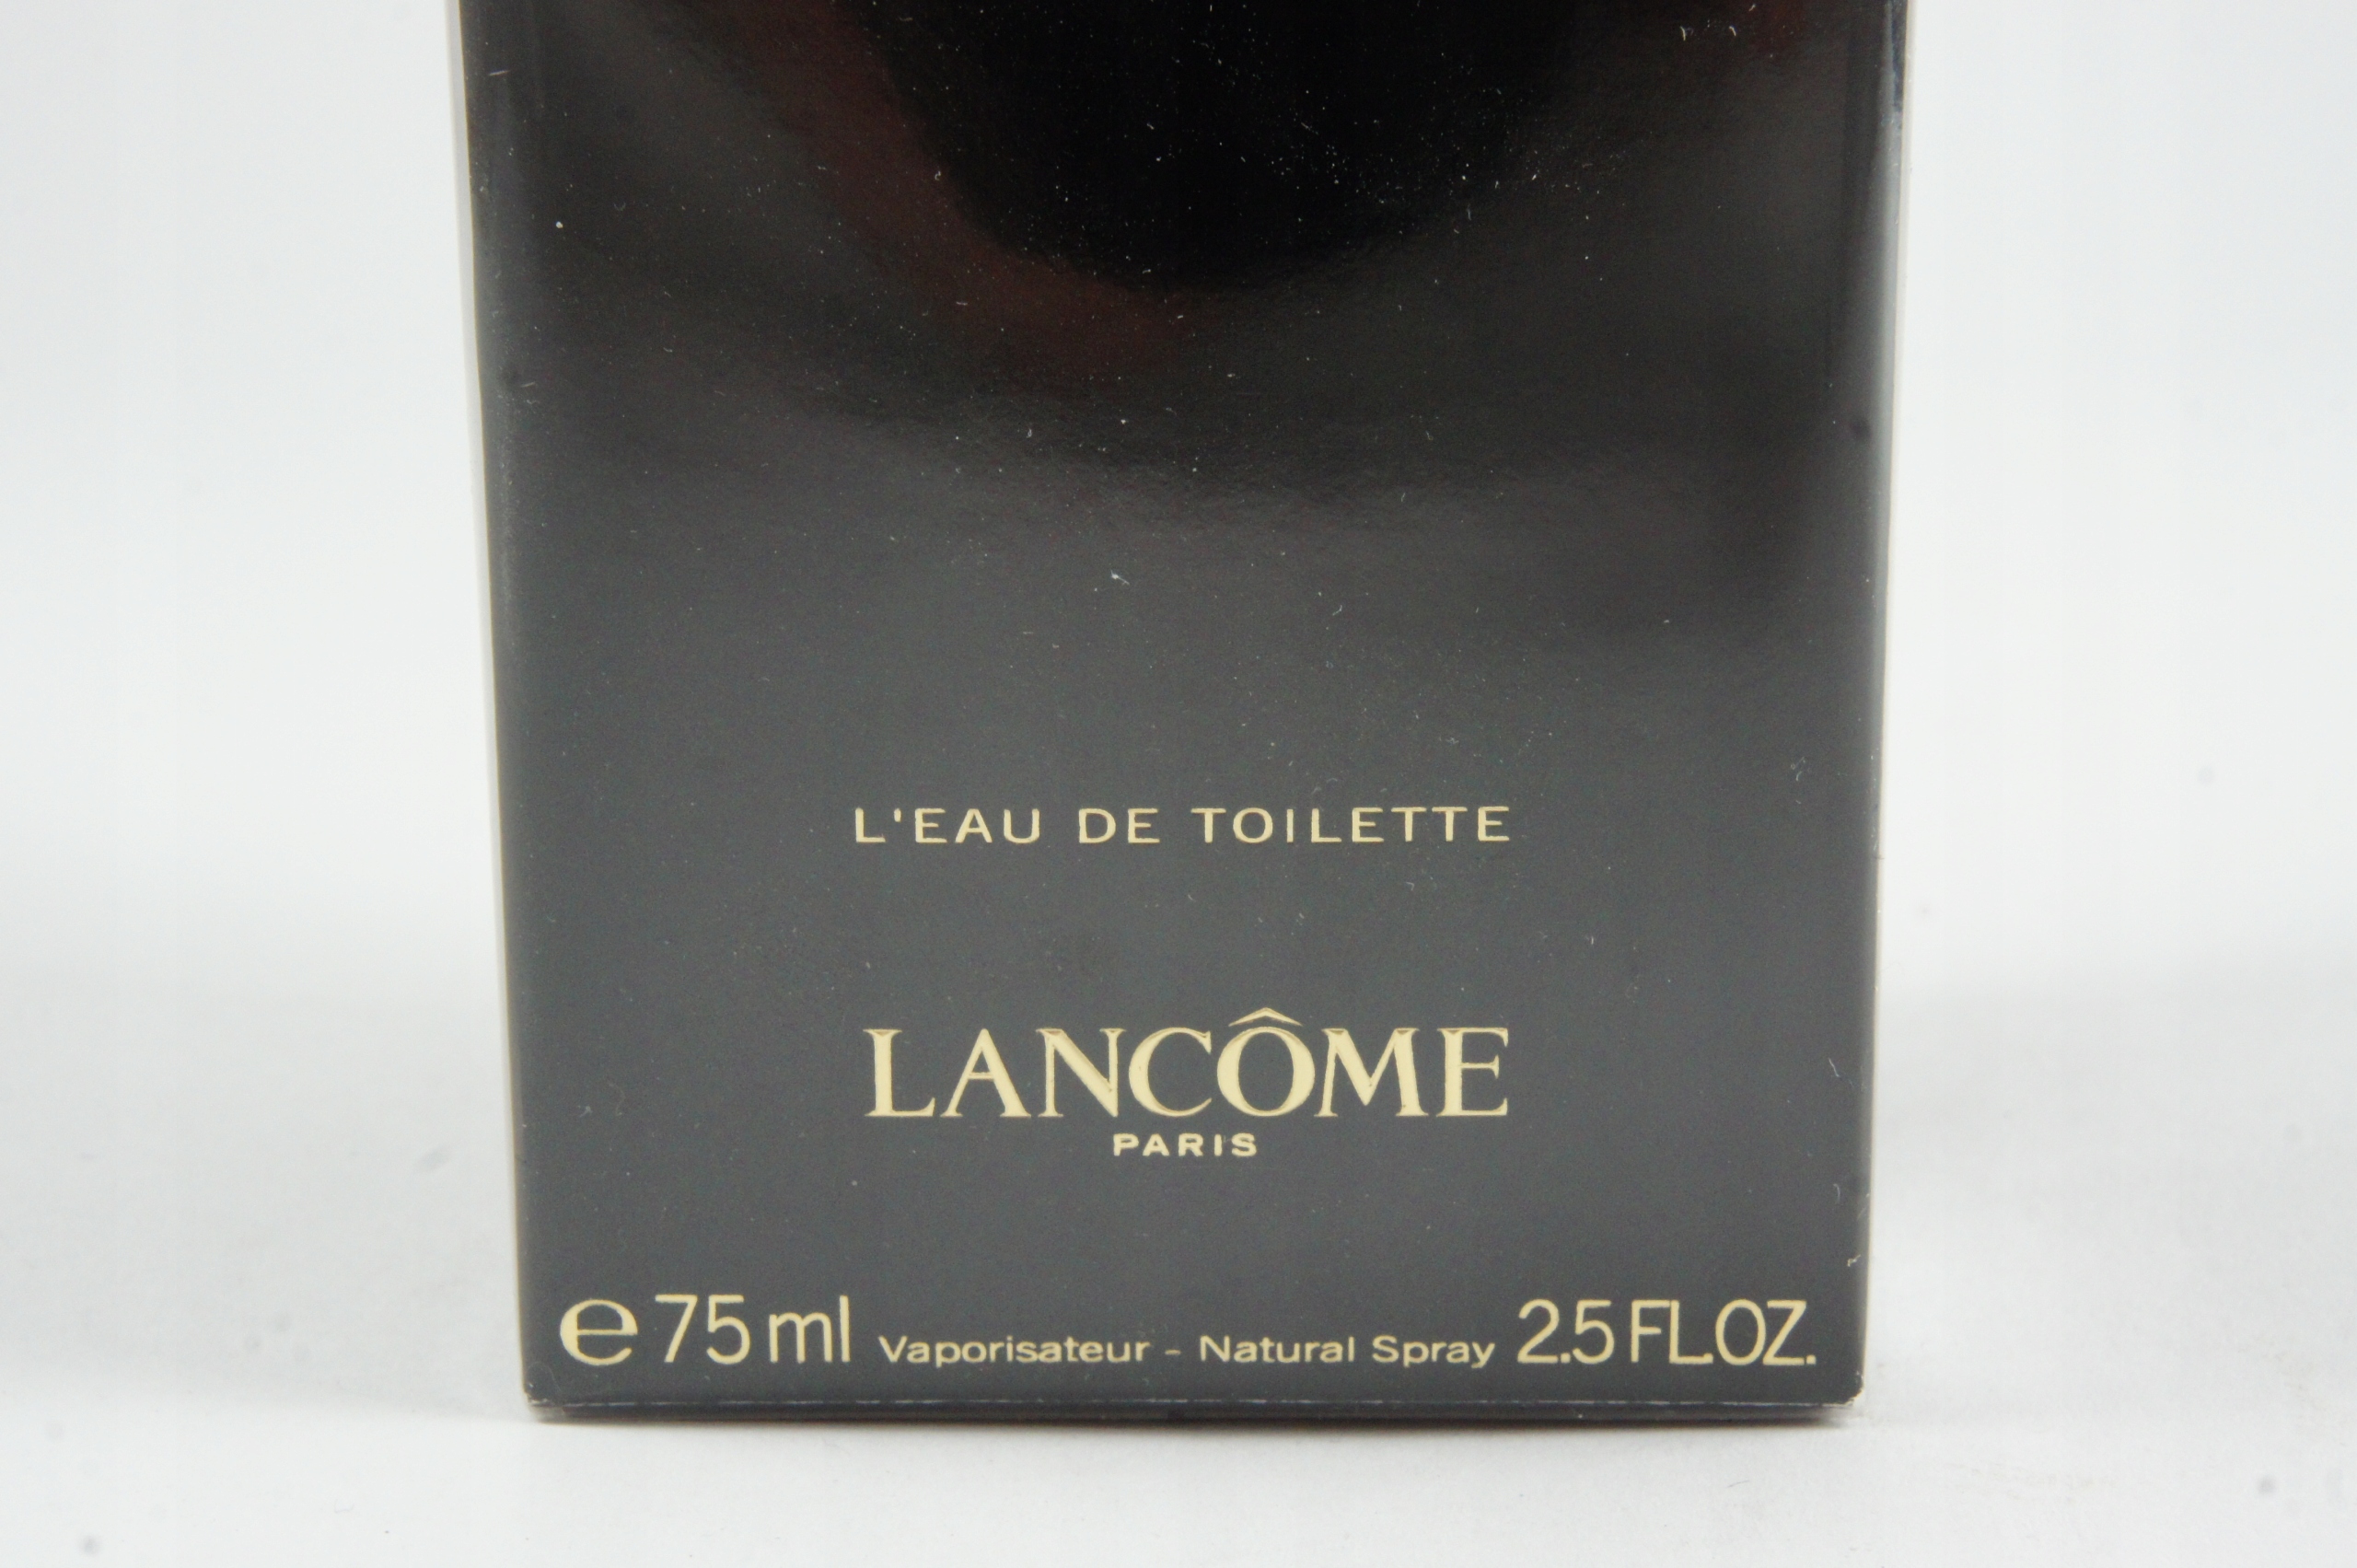 L'EAU DE TOILETTE
LANCÔME
PARIS
℮ 75 ml Vaporisateur - Natural Spray 2.5 FL.OZ.